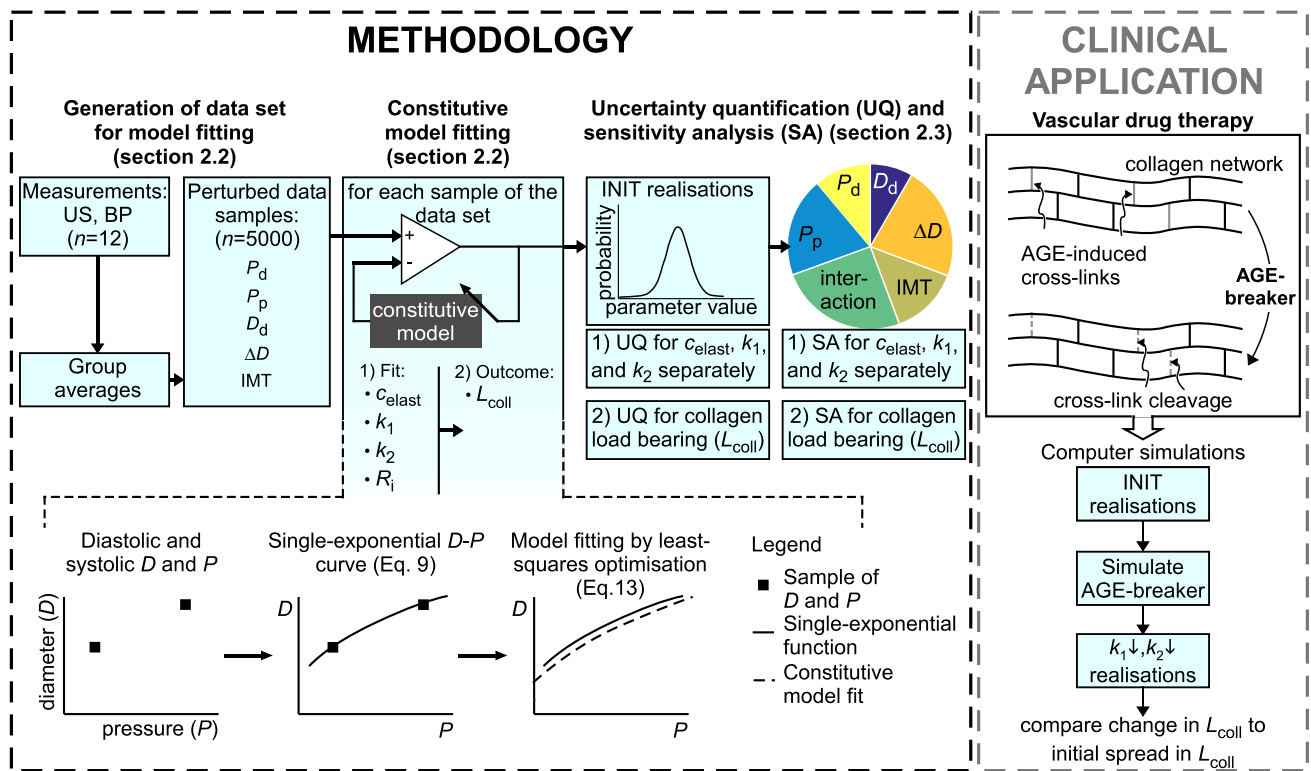 METHODOLOGY
Generation of data set
for model fitting
(section 2.2)
Measurements:
US, BP
(n=12)
Group
averages
Perturbed data
samples:
(n=5000)
Pd
Pp
Dd
ΔD
IMT
Constitutive
model fitting
(section 2.2)
for each sample of the
data set
+
-
constitutive
model
1) Fit:
• celast
• k1
• k2
• Ri
2) Outcome:
• Lcoll
Uncertainty quantification (UQ) and
sensitivity analysis (SA) (section 2.3)
INIT realisations
probability
parameter value
Pd
Dd
ΔD
IMT
inter-
action
Pp
1) UQ for celast, k1,
and k2 separately
2) UQ for collagen
load bearing (Lcoll)
1) SA for celast, k1,
and k2 separately
2) SA for collagen
load bearing (Lcoll)
Diastolic and
systolic D and P
diameter (D)
pressure (P)
Single-exponential D-P
curve (Eq. 9)
D
P
Model fitting by least-
squares optimisation
(Eq.13)
D
P
Legend
Sample of
D and P
Single-exponential
function
Constitutive
model fit
CLINICAL
APPLICATION
Vascular drug therapy
collagen network
AGE-induced
cross-links
AGE-
breaker
cross-link cleavage
Computer simulations
INIT
realisations
Simulate
AGE-breaker
k1↓,k2↓
realisations
compare change in Lcoll to
initial spread in Lcoll